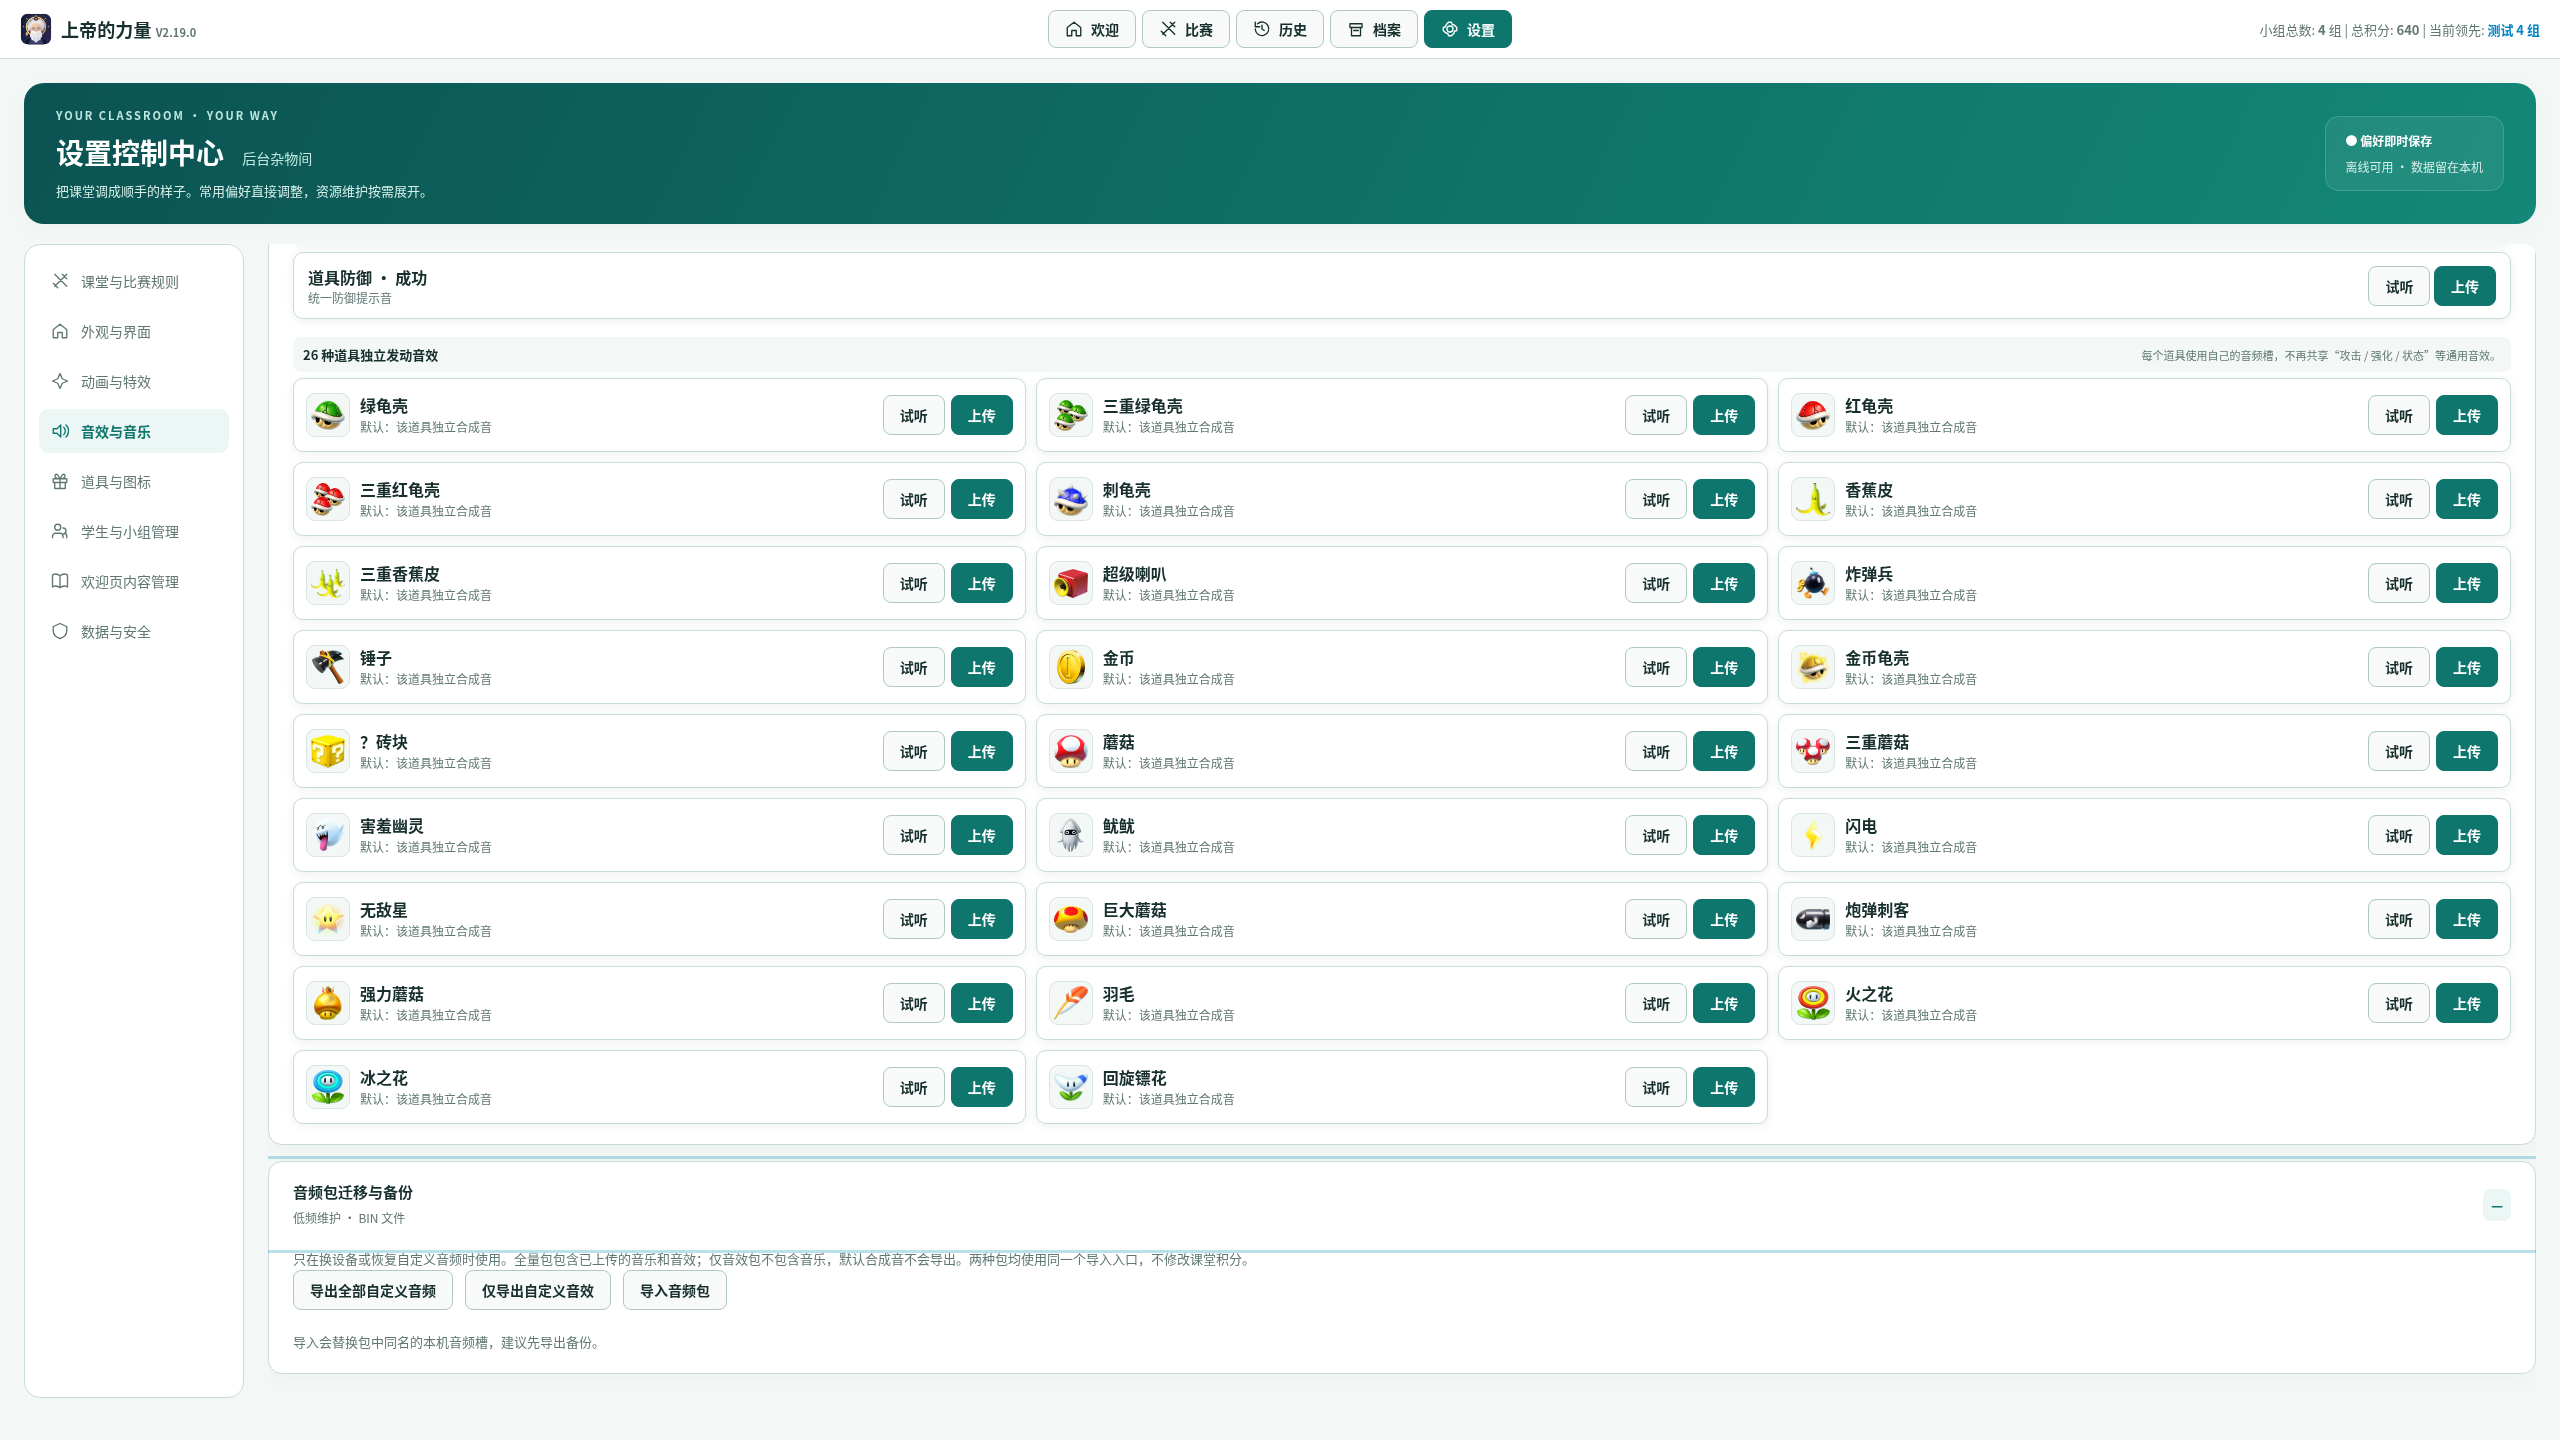 上帝的力量 V2.19.0
欢迎
比赛
历史
档案
设置
小组总数: 4 组 | 总积分: 640 | 当前领先: 测试 4 组
YOUR CLASSROOM · YOUR WAY
设置控制中心 后台杂物间
把课堂调成顺手的样子。常用偏好直接调整，资源维护按需展开。
偏好即时保存
离线可用 · 数据留在本机
课堂与比赛规则
外观与界面
动画与特效
音效与音乐
道具与图标
学生与小组管理
欢迎页内容管理
数据与安全
道具防御 · 成功
统一防御提示音
试听 上传
26 种道具独立发动音效
每个道具使用自己的音频槽，不再共享“攻击 / 强化 / 状态”等通用音效。
绿龟壳
默认：该道具独立合成音
试听 上传
三重绿龟壳
默认：该道具独立合成音
试听 上传
红龟壳
默认：该道具独立合成音
试听 上传
三重红龟壳
默认：该道具独立合成音
试听 上传
刺龟壳
默认：该道具独立合成音
试听 上传
香蕉皮
默认：该道具独立合成音
试听 上传
三重香蕉皮
默认：该道具独立合成音
试听 上传
超级喇叭
默认：该道具独立合成音
试听 上传
炸弹兵
默认：该道具独立合成音
试听 上传
锤子
默认：该道具独立合成音
试听 上传
金币
默认：该道具独立合成音
试听 上传
金币龟壳
默认：该道具独立合成音
试听 上传
？砖块
默认：该道具独立合成音
试听 上传
蘑菇
默认：该道具独立合成音
试听 上传
三重蘑菇
默认：该道具独立合成音
试听 上传
害羞幽灵
默认：该道具独立合成音
试听 上传
鱿鱿
默认：该道具独立合成音
试听 上传
闪电
默认：该道具独立合成音
试听 上传
无敌星
默认：该道具独立合成音
试听 上传
巨大蘑菇
默认：该道具独立合成音
试听 上传
炮弹刺客
默认：该道具独立合成音
试听 上传
强力蘑菇
默认：该道具独立合成音
试听 上传
羽毛
默认：该道具独立合成音
试听 上传
火之花
默认：该道具独立合成音
试听 上传
冰之花
默认：该道具独立合成音
试听 上传
回旋镖花
默认：该道具独立合成音
试听 上传
音频包迁移与备份
低频维护 · BIN 文件
只在换设备或恢复自定义音频时使用。全量包包含已上传的音乐和音效；仅音效包不包含音乐，默认合成音不会导出。两种包均使用同一个导入入口，不修改课堂积分。
导出全部自定义音频
仅导出自定义音效
导入音频包
导入会替换包中同名的本机音频槽，建议先导出备份。